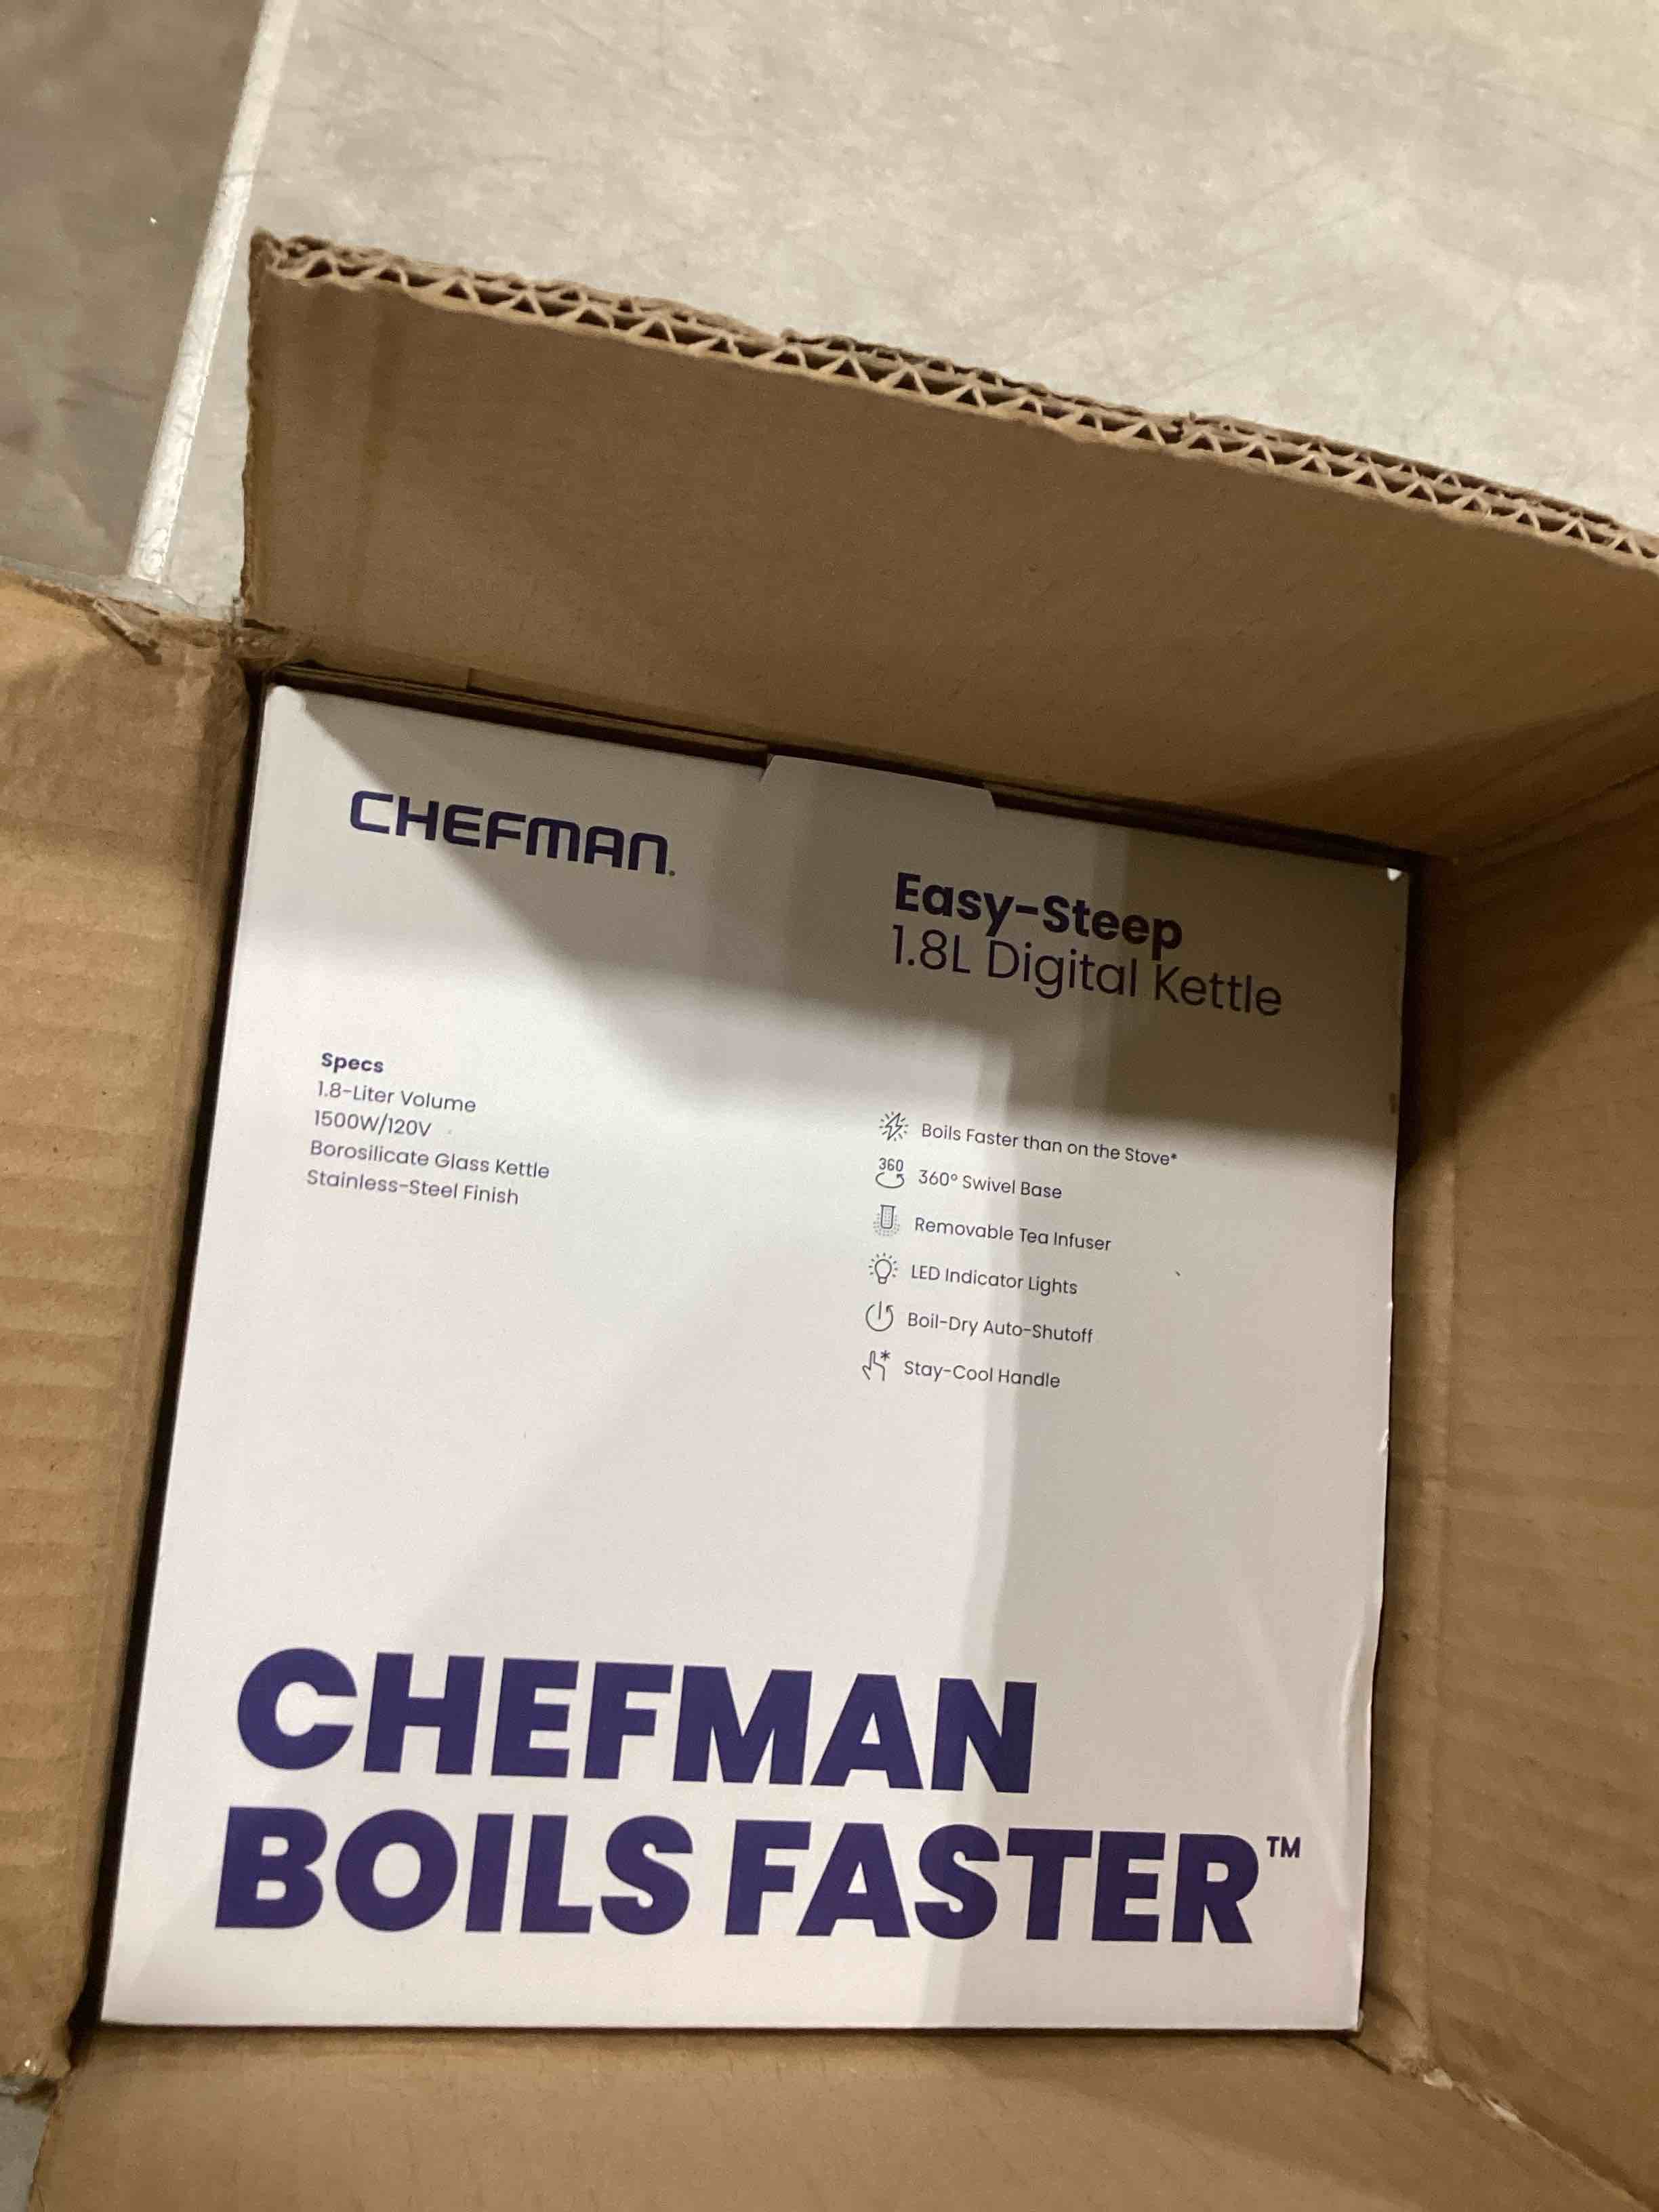 CHEFMAN.
Easy-Steep
1.8L Digital Kettle
Specs
1.8-Liter Volume
1500W/120V
Borosilicate Glass Kettle
Stainless-Steel Finish
Boils Faster than on the Stove*
360
360° Swivel Base
Removable Tea Infuser
LED Indicator Lights
Boil-Dry Auto-Shutoff
Stay-Cool Handle
CHEFMAN
BOILS FASTER™